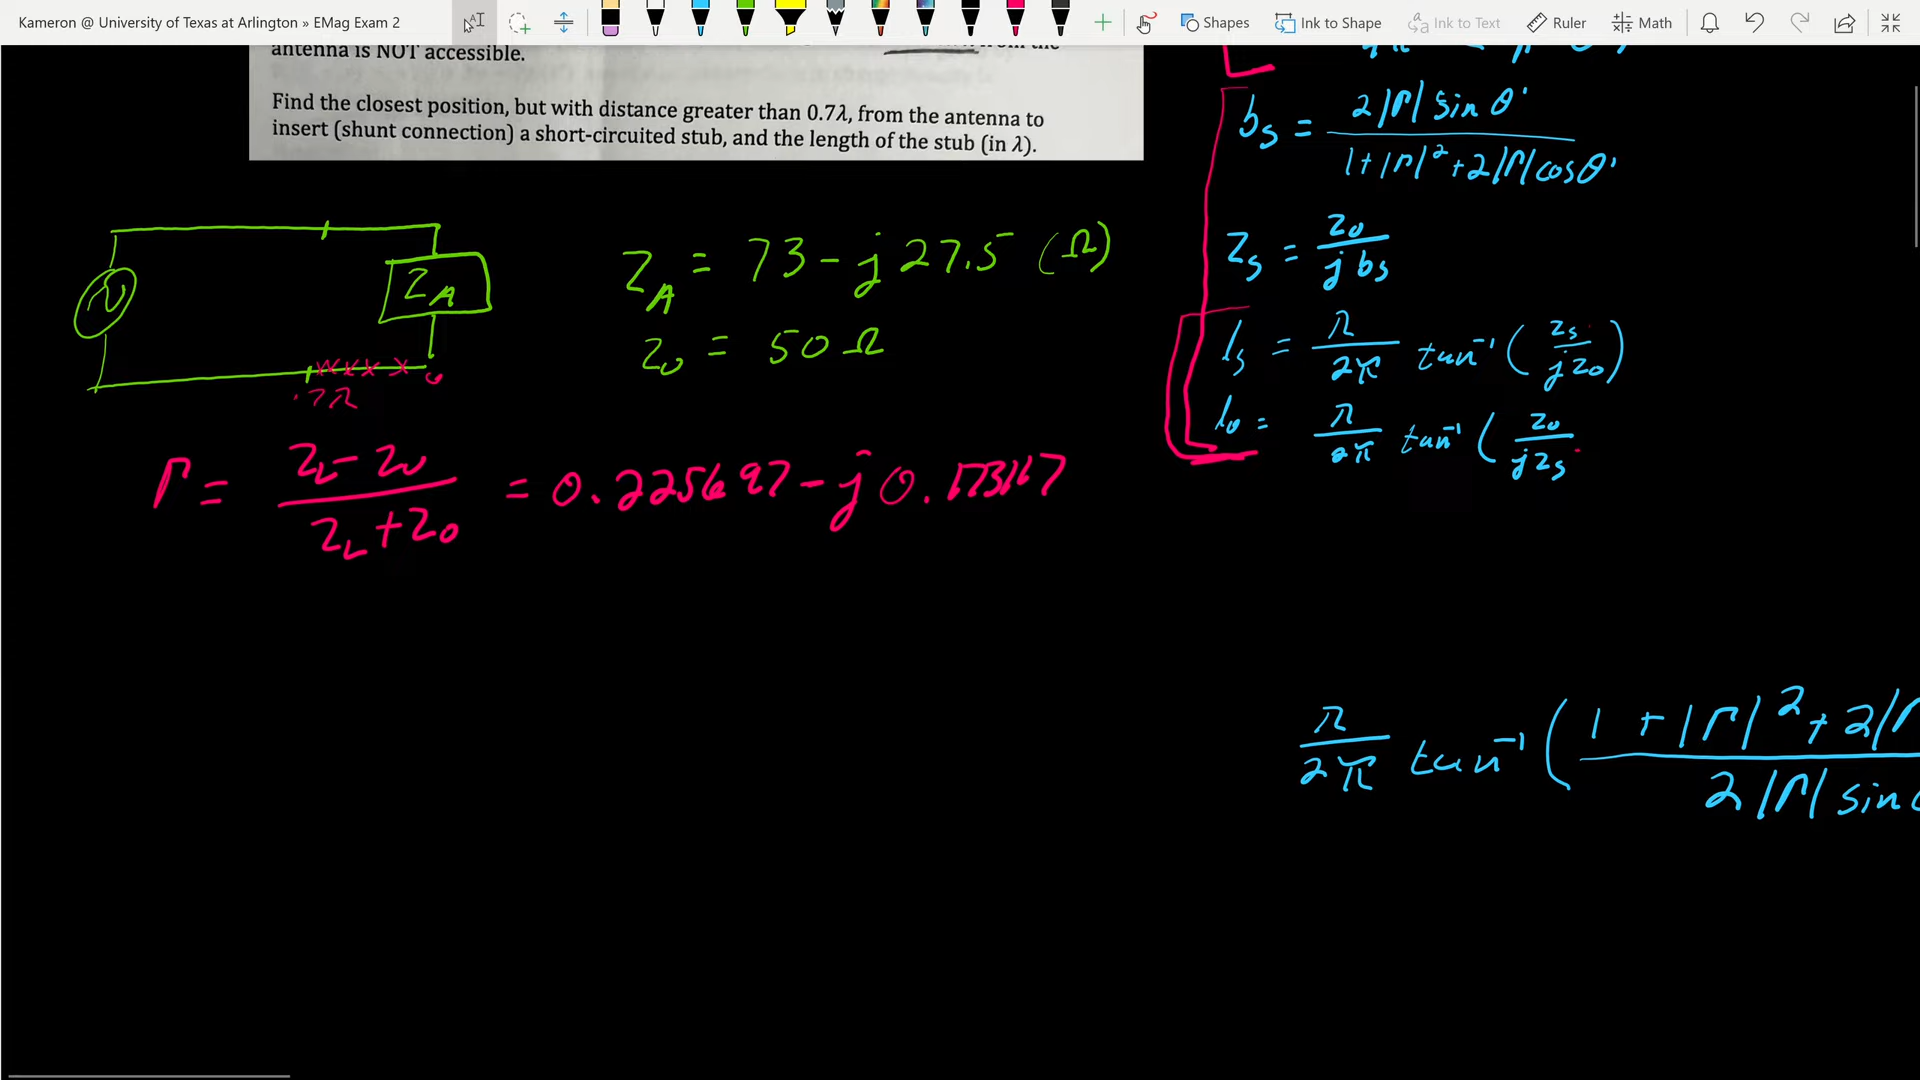 Kameron @ University of Texas at Arlington » EMag Exam 2
Shapes
Ink to Shape
Ink to Text
Ruler
Math
antenna is NOT accessible.
Find the closest position, but with distance greater than 0.7λ, from the antenna to
insert (shunt connection) a short-circuited stub, and the length of the stub (in λ).
Z_A
.7λ
Z_A = 73 - j 27.5 (Ω)
Z_0 = 50 Ω
Γ = (Z_L - Z_0) / (Z_L + Z_0) = 0.225697 - j 0.173167
b_s = 2|Γ| sin θ' / (1 + |Γ|² + 2|Γ| cos θ')
Z_s = Z_0 / (j b_s)
l_s = λ/2π tan⁻¹ ( Z_s / jZ_0 )
l_0 = λ/2π tan⁻¹ ( Z_0 / jZ_s
λ/2π tan⁻¹ ( 1 + |Γ|² + 2|Γ / 2|Γ| sin